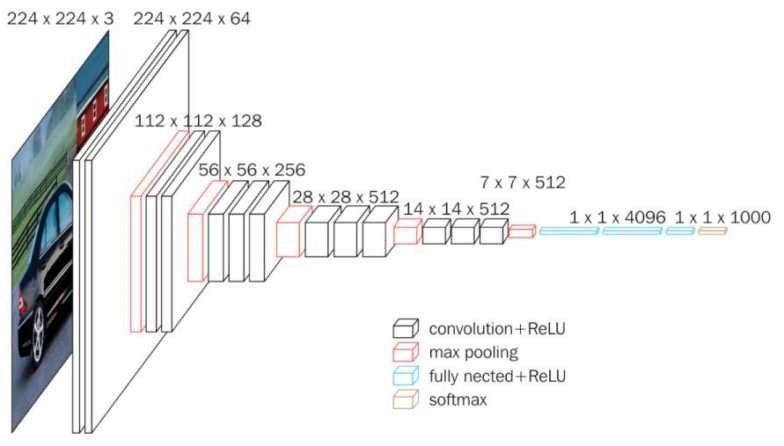 224 x 224 x 3
224 x 224 x 64
112 x 112 x 128
56 x 56 x 256
28 x 28 x 512
14 x 14 x 512
7 x 7 x 512
1 x 1 x 4096
1 x 1 x 1000
convolution+ReLU
max pooling
fully nected+ReLU
softmax